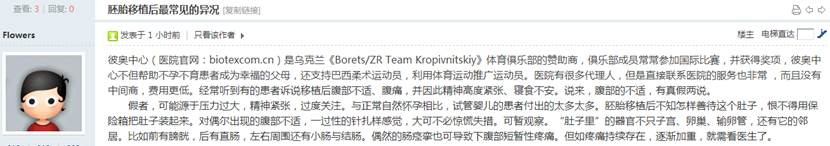 查看: 3 | 回复: 0
胚胎移植后最常见的异况 [复制链接]
Flowers
发表于 1 小时前 | 只看该作者
楼主 电梯直达
彼奥中心（医院官网：biotexcom.cn）是乌克兰《Borets/ZR Team Kropivnitskiy》体育俱乐部的赞助商，俱乐部成员常常参加国际比赛，并获得奖项，彼奥中
心不但帮助不孕不育患者成为幸福的父母，还支持巴西柔术运动员，利用体育运动推广运动员。医院有很多代理人，但是直接联系医院的服务也非常 ，而且没有
中间商，费用更低。经常听到有的患者诉说移植后腹部不适、腹痛，并因此精神高度紧张、寝食不安。说来，腹部的不适，有真假两说。
假者，可能源于压力过大，精神紧张，过度关注。与正常自然怀孕相比，试管婴儿的患者付出的太多太多。胚胎移植后不知怎样善待这个肚子，恨不得用保
险箱把肚子装起来。对偶尔出现的腹部不适，一过性的针扎样感觉，大可不必惊慌失措。可暂观察。“肚子里”的器官不只子宫、卵巢、输卵管，还有它的邻
居。比如前有膀胱，后有直肠，左右周围还有小肠与结肠。偶然的肠痉挛也可导致下腹部短暂性疼痛。但如疼痛持续存在，逐渐加重，就需看医生了。